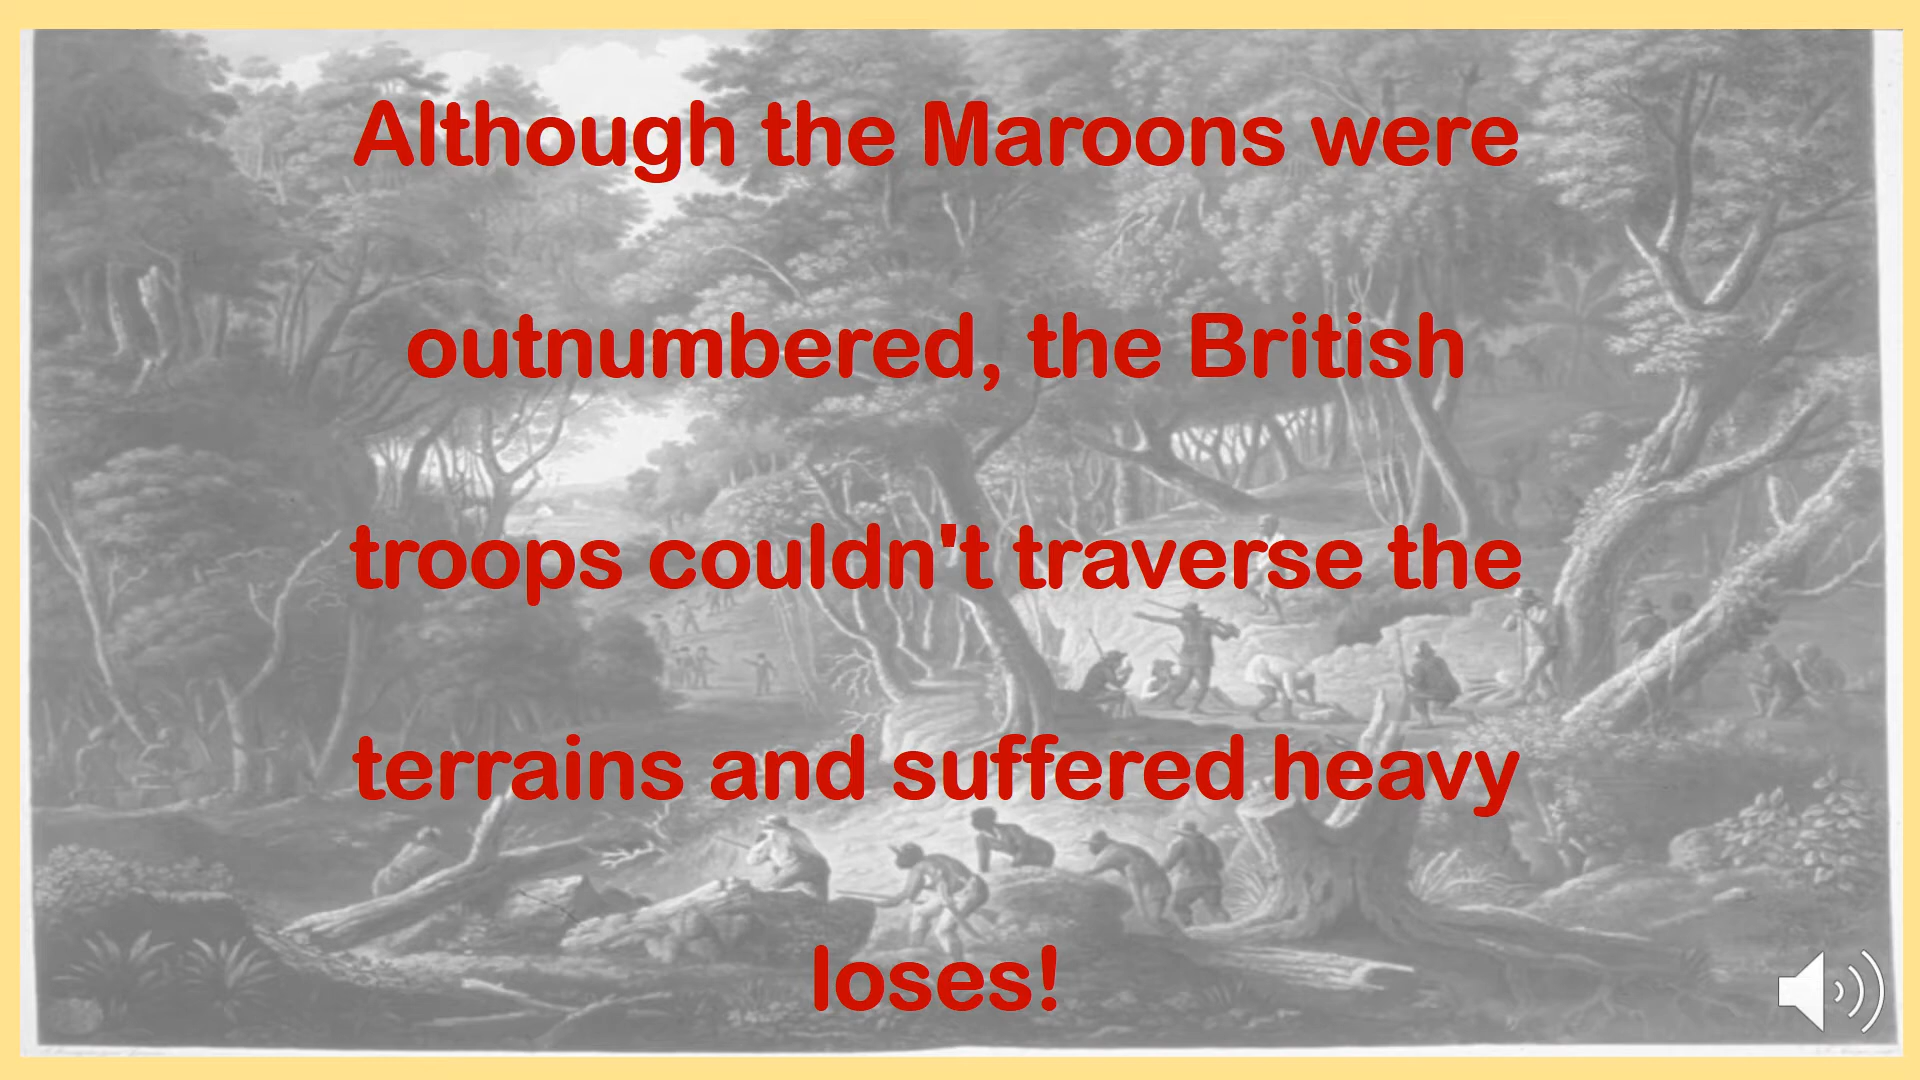 Although the Maroons were
outnumbered, the British
troops couldn't traverse the
terrains and suffered heavy
loses!